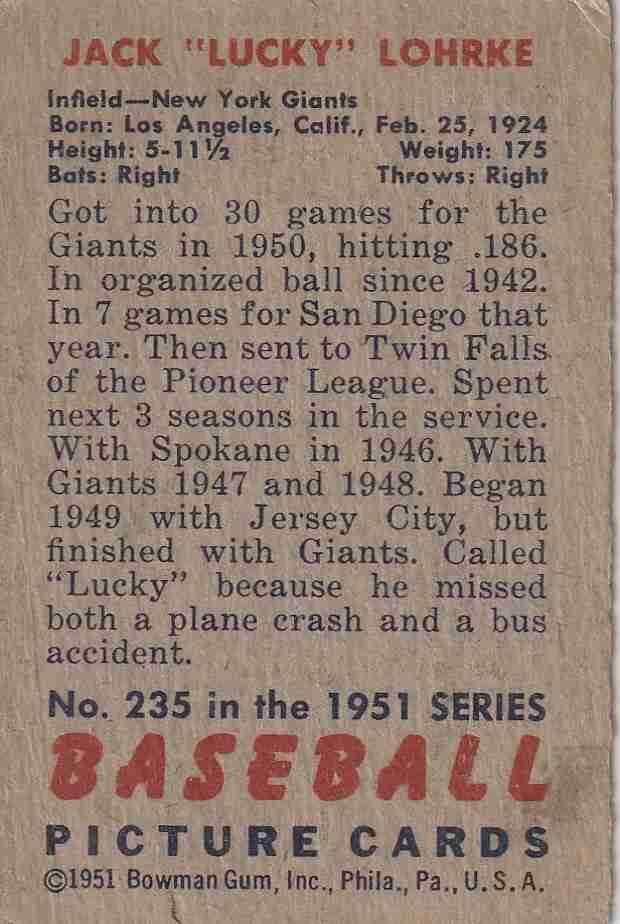 JACK "LUCKY" LOHRKE
Infield—New York Giants
Born: Los Angeles, Calif., Feb. 25, 1924
Height: 5-11½ Weight: 175
Bats: Right Throws: Right
Got into 30 games for the
Giants in 1950, hitting .186.
In organized ball since 1942.
In 7 games for San Diego that
year. Then sent to Twin Falls
of the Pioneer League. Spent
next 3 seasons in the service.
With Spokane in 1946. With
Giants 1947 and 1948. Began
1949 with Jersey City, but
finished with Giants. Called
"Lucky" because he missed
both a plane crash and a bus
accident.
No. 235 in the 1951 SERIES
BASEBALL
PICTURE CARDS
©1951 Bowman Gum, Inc., Phila., Pa., U.S.A.